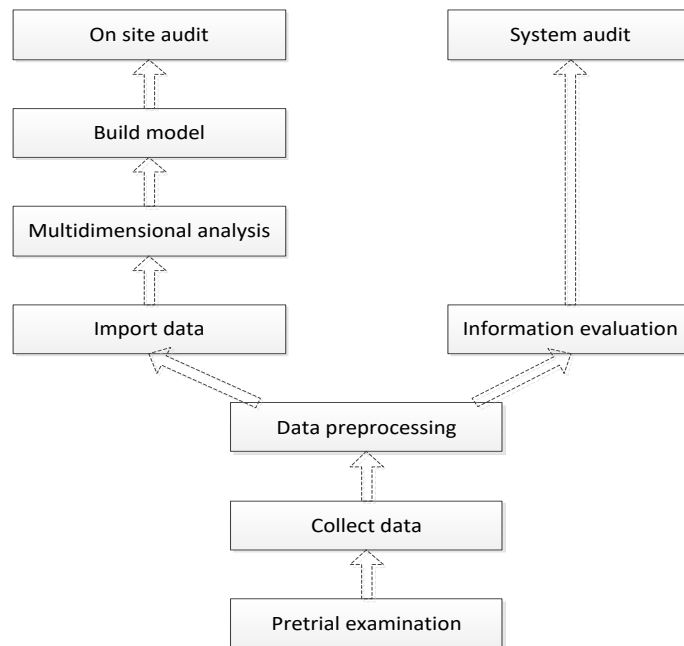 On site audit
System audit
Build model
Multidimensional analysis
Import data
Information evaluation
Data preprocessing
Collect data
Pretrial examination